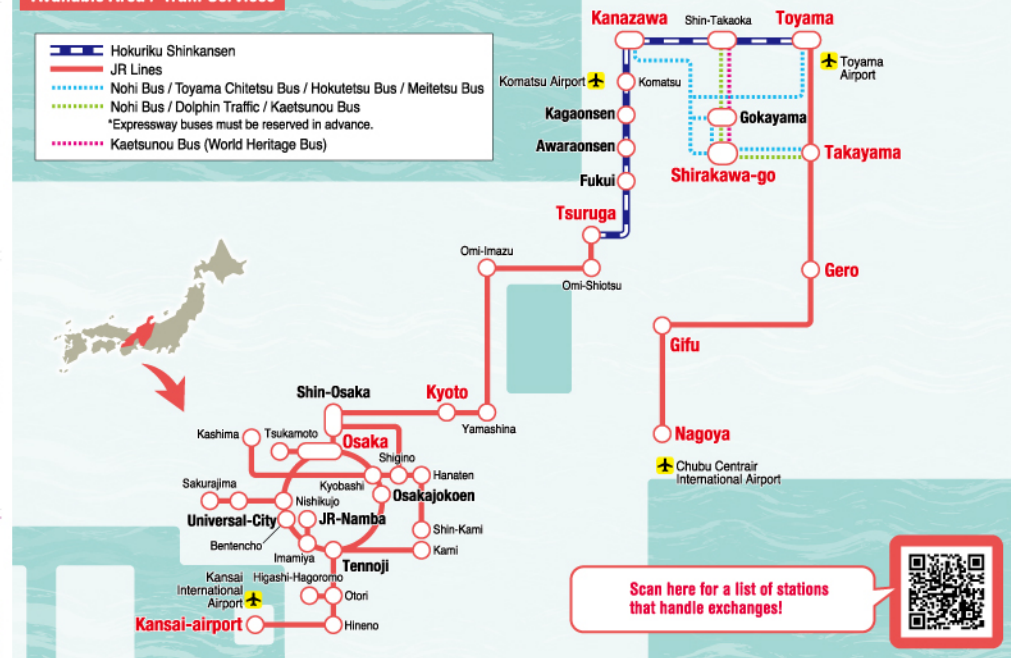 Available Area / Train Services
Hokuriku Shinkansen
JR Lines
Nohi Bus / Toyama Chitetsu Bus / Hokutetsu Bus / Meitetsu Bus
Nohi Bus / Dolphin Traffic / Kaetsunou Bus
*Expressway buses must be reserved in advance.
Kaetsunou Bus (World Heritage Bus)
Kanazawa
Shin-Takaoka
Toyama
Toyama
Airport
Komatsu Airport
Komatsu
Kagaonsen
Gokayama
Awaraonsen
Takayama
Shirakawa-go
Fukui
Tsuruga
Omi-Imazu
Omi-Shiotsu
Gero
Gifu
Shin-Osaka
Kyoto
Yamashina
Nagoya
Chubu Centrair
International Airport
Kashima
Tsukamoto
Osaka
Shigino
Hanaten
Sakurajima
Kyobashi
Osakajokoen
Nishikujo
Universal-City
JR-Namba
Shin-Kami
Bentencho
Imamiya
Kami
Tennoji
Kansai
International
Airport
Higashi-Hagoromo
Otori
Kansai-airport
Hineno
Scan here for a list of stations
that handle exchanges!